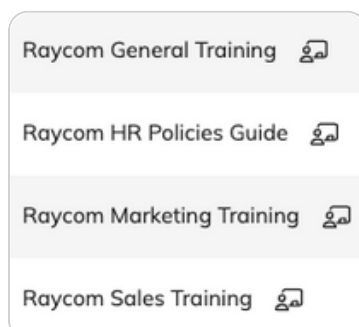 Raycom General Training
Raycom HR Policies Guide
Raycom Marketing Training
Raycom Sales Training